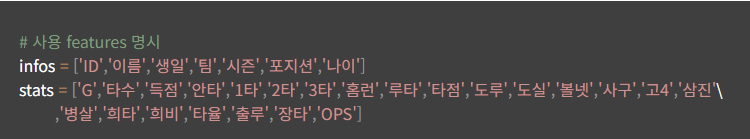 # 사용 features 명시
infos = ['ID','이름','생일','팀','시즌','포지션','나이']
stats = ['G','타수','득점','안타','1타','2타','3타','홈런','루타','타점','도루','도실','볼넷','사구','고4','삼진'\
,'병살','희타','희비','타율','출루','장타','OPS']